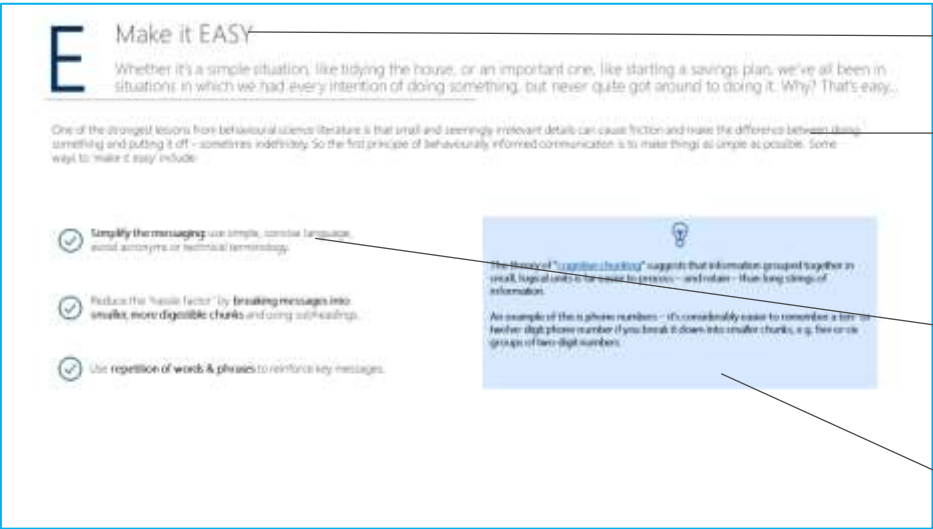 E
Make it EASY
Whether it's a simple situation, like tidying the house, or an important one, like starting a savings plan, we've all been in
situations in which we had every intention of doing something, but never quite got around to doing it. Why? That's easy...
One of the strongest lessons from behavioural science literature is that small and seemingly irrelevant details can cause friction and make the difference between doing
something and putting it off – sometimes indefinitely. So the first principle of behaviourally informed communication is to make things as simple as possible. Some
ways to 'make it easy' include:
Simplify the messaging: use simple, concise language,
avoid acronyms or technical terminology.
Reduce the 'hassle factor' by breaking messages into
smaller, more digestible chunks and using subheadings.
Use repetition of words & phrases to reinforce key messages.
The theory of "cognitive chunking" suggests that information grouped together in
small, logical units is far easier to process – and retain – than long strings of
information.
An example of this is phone numbers – it's considerably easier to remember a ten- or
twelve-digit phone number if you break it down into smaller chunks, e.g. five or six
groups of two-digit numbers.